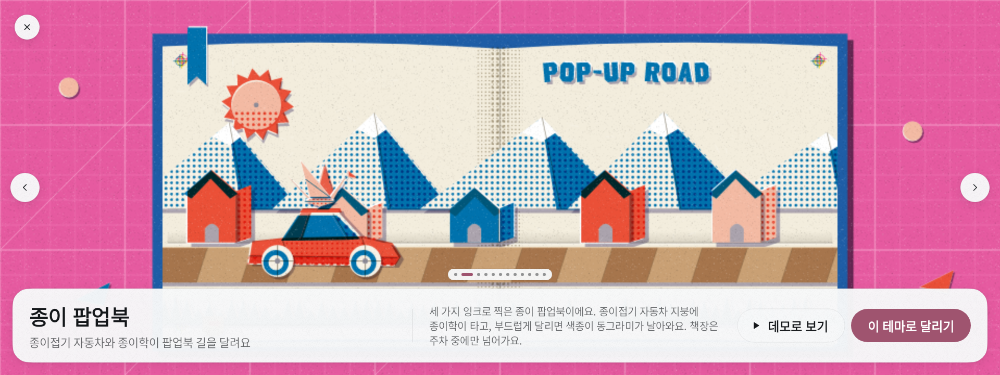 POP-UP ROAD
종이 팝업북
종이접기 자동차와 종이학이 팝업북 길을 달려요
세 가지 잉크로 찍은 종이 팝업북이에요. 종이접기 자동차 지붕에
종이학이 타고, 부드럽게 달리면 색종이 동그라미가 날아와요. 책장은
주차 중에만 넘어가요.
데모로 보기
이 테마로 달리기